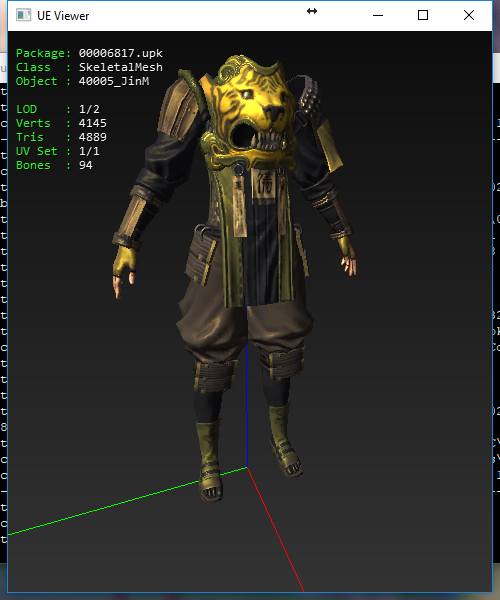 UE Viewer
Package: 00006817.upk
Class : SkeletalMesh
Object : 40005_JinM
LOD : 1/2
Verts : 4145
Tris : 4889
UV Set : 1/1
Bones : 94